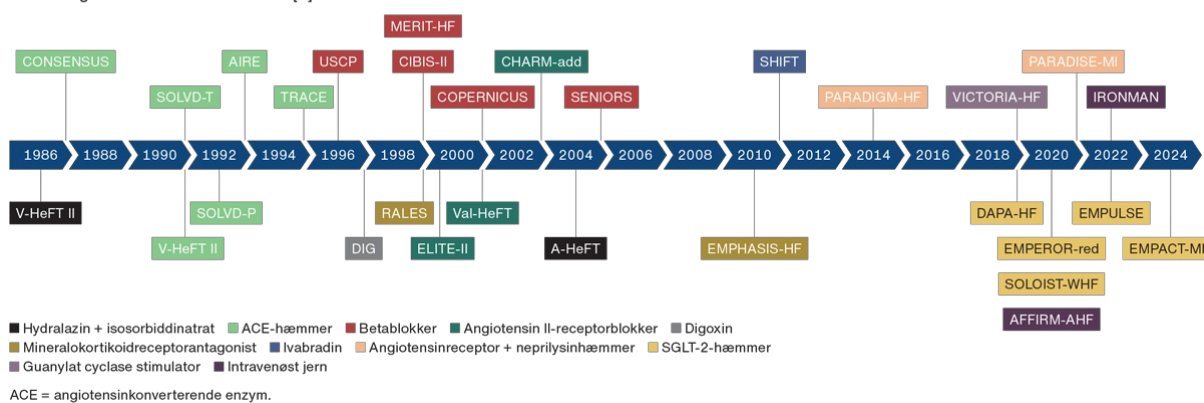 MERIT-HF
CONSENSUS AIRE USCP CIBIS-II CHARM-add SHIFT PARADISE-MI
SOLVD-T TRACE COPERNICUS SENIORS PARADIGM-HF VICTORIA-HF IRONMAN
1986 1988 1990 1992 1994 1996 1998 2000 2002 2004 2006 2008 2010 2012 2014 2016 2018 2020 2022 2024
V-HeFT II SOLVD-P RALES Val-HeFT DAPA-HF EMPULSE
V-HeFT II DIG ELITE-II A-HeFT EMPHASIS-HF EMPEROR-red EMPACT-MI
SOLOIST-WHF
AFFIRM-AHF
Hydralazin + isosorbiddinatrat ACE-hæmmer Betablokker Angiotensin II-receptorblokker Digoxin
Mineralokortikoidreceptorantagonist Ivabradin Angiotensinreceptor + neprilysinhæmmer SGLT-2-hæmmer
Guanylat cyclase stimulator Intravenøst jern
ACE = angiotensinkonverterende enzym.